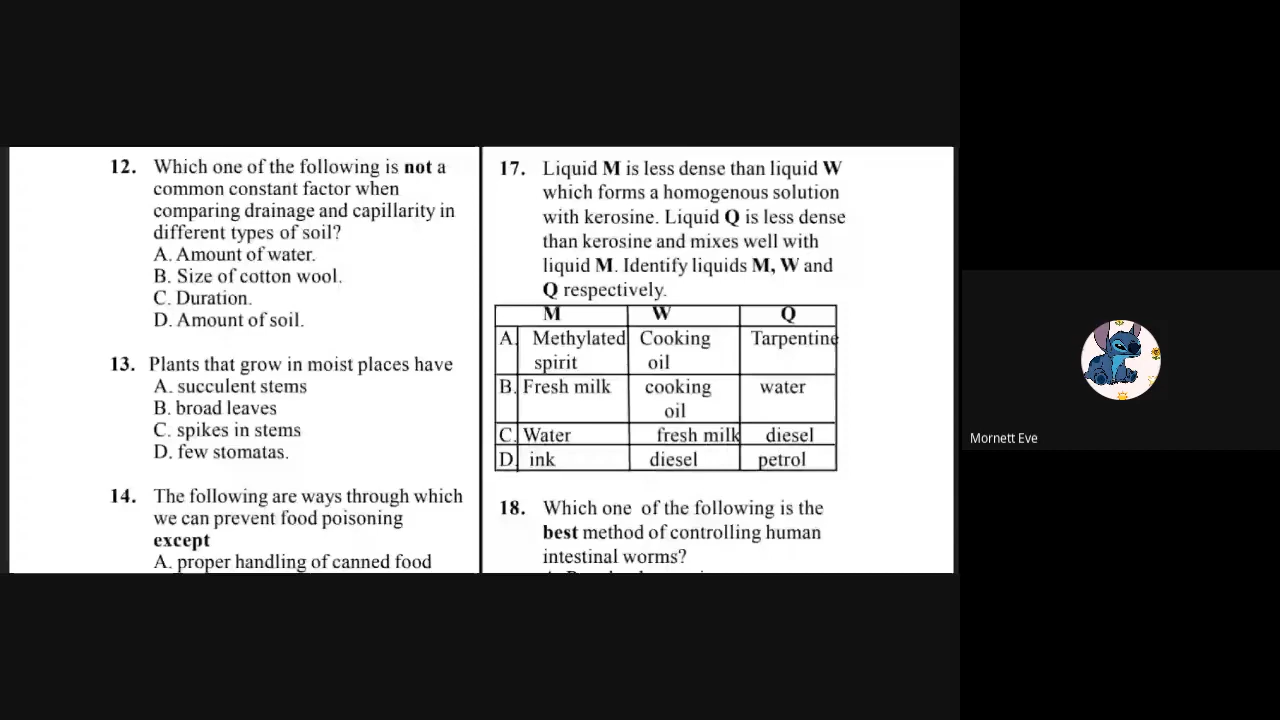 12. Which one of the following is not a
common constant factor when
comparing drainage and capillarity in
different types of soil?
A. Amount of water.
B. Size of cotton wool.
C. Duration.
D. Amount of soil.
13. Plants that grow in moist places have
A. succulent stems
B. broad leaves
C. spikes in stems
D. few stomatas.
14. The following are ways through which
we can prevent food poisoning
except
A. proper handling of canned food
17. Liquid M is less dense than liquid W
which forms a homogenous solution
with kerosine. Liquid Q is less dense
than kerosine and mixes well with
liquid M. Identify liquids M, W and
Q respectively.
M W Q
A. Methylated Cooking Tarpentine
spirit oil
B. Fresh milk cooking water
oil
C. Water fresh milk diesel
D. ink diesel petrol
18. Which one of the following is the
best method of controlling human
intestinal worms?
Mornett Eve